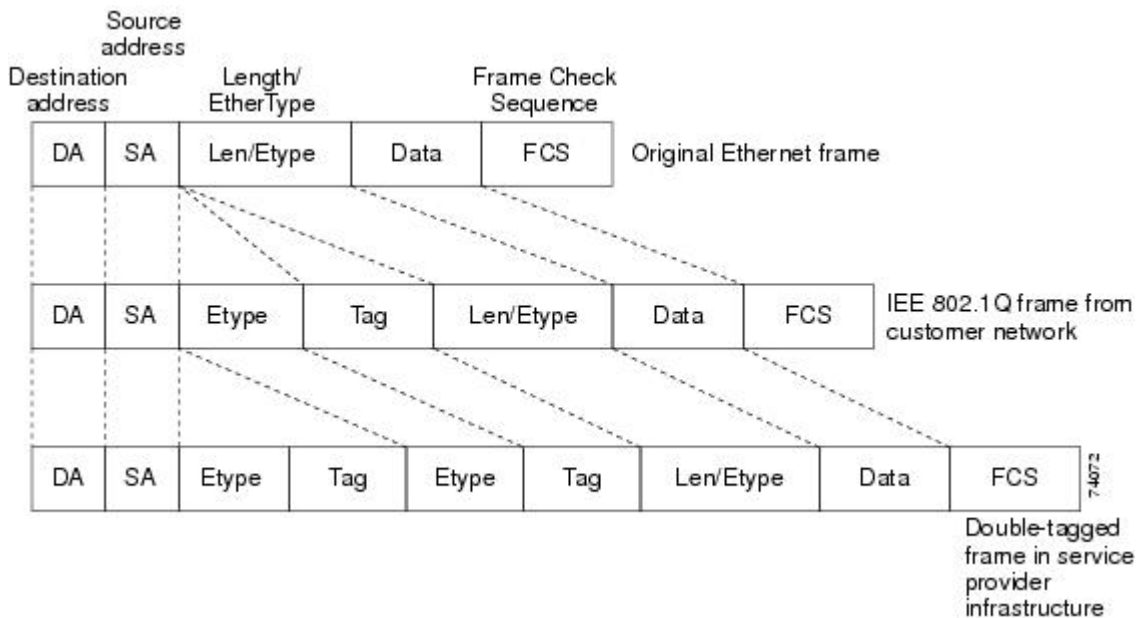 Source
address
Destination
address
Length/
EtherType
Frame Check
Sequence
DA SA Len/Etype Data FCS Original Ethernet frame
DA SA Etype Tag Len/Etype Data FCS
IEE 802.1Q frame from
customer network
DA SA Etype Tag Etype Tag Len/Etype Data FCS
74072
Double-tagged
frame in service
provider
infrastructure